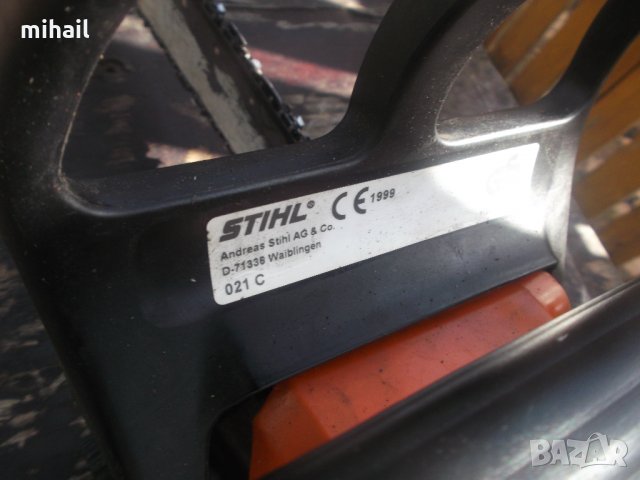 mihail
STIHL® CE 1999
Andreas Stihl AG & Co.
D-71336 Waiblingen
021 C
BAZAR